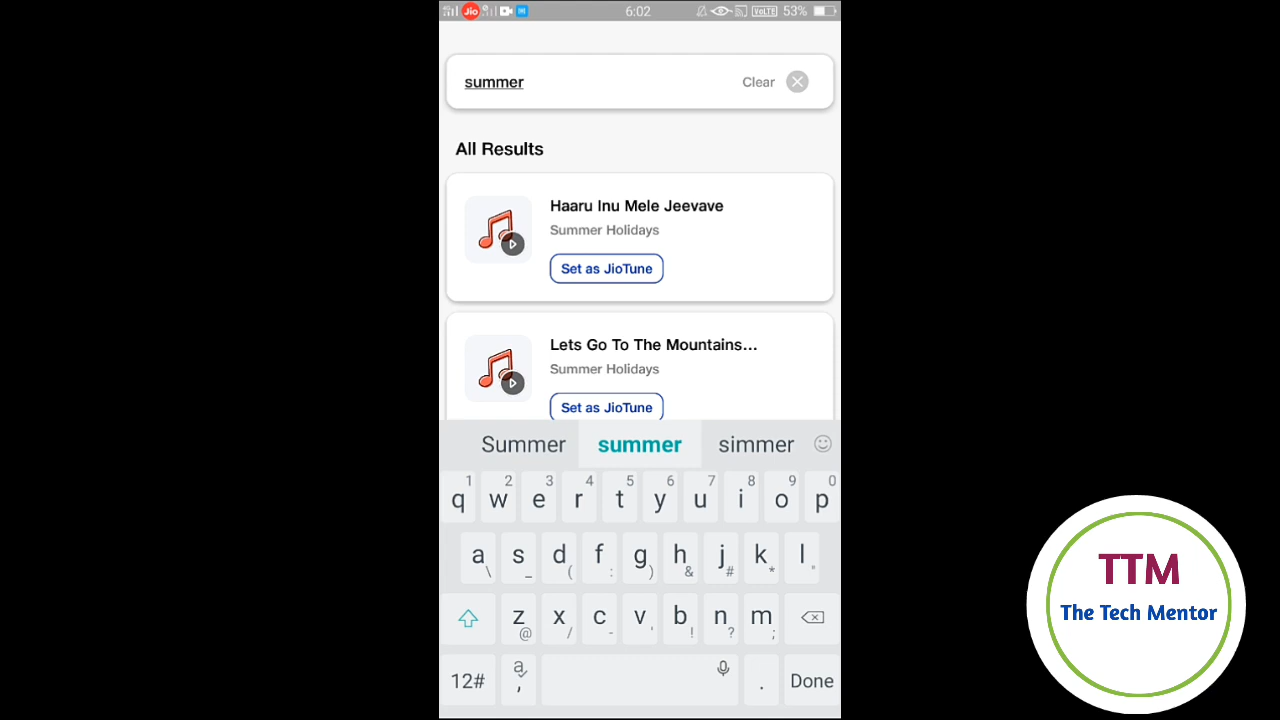 Jio 6:02 VoLTE 53%
summer Clear
All Results
Haaru Inu Mele Jeevave
Summer Holidays
Set as JioTune
Lets Go To The Mountains...
Summer Holidays
Set as JioTune
Summer summer simmer
1 2 3 4 5 6 7 8 9 0
q w e r t y u i o p
a s d f g h j k l
\ _ ( : ) & # * "
z x c v b n m
@ / - ' ! ? ;
12# a , . Done
TTM
The Tech Mentor